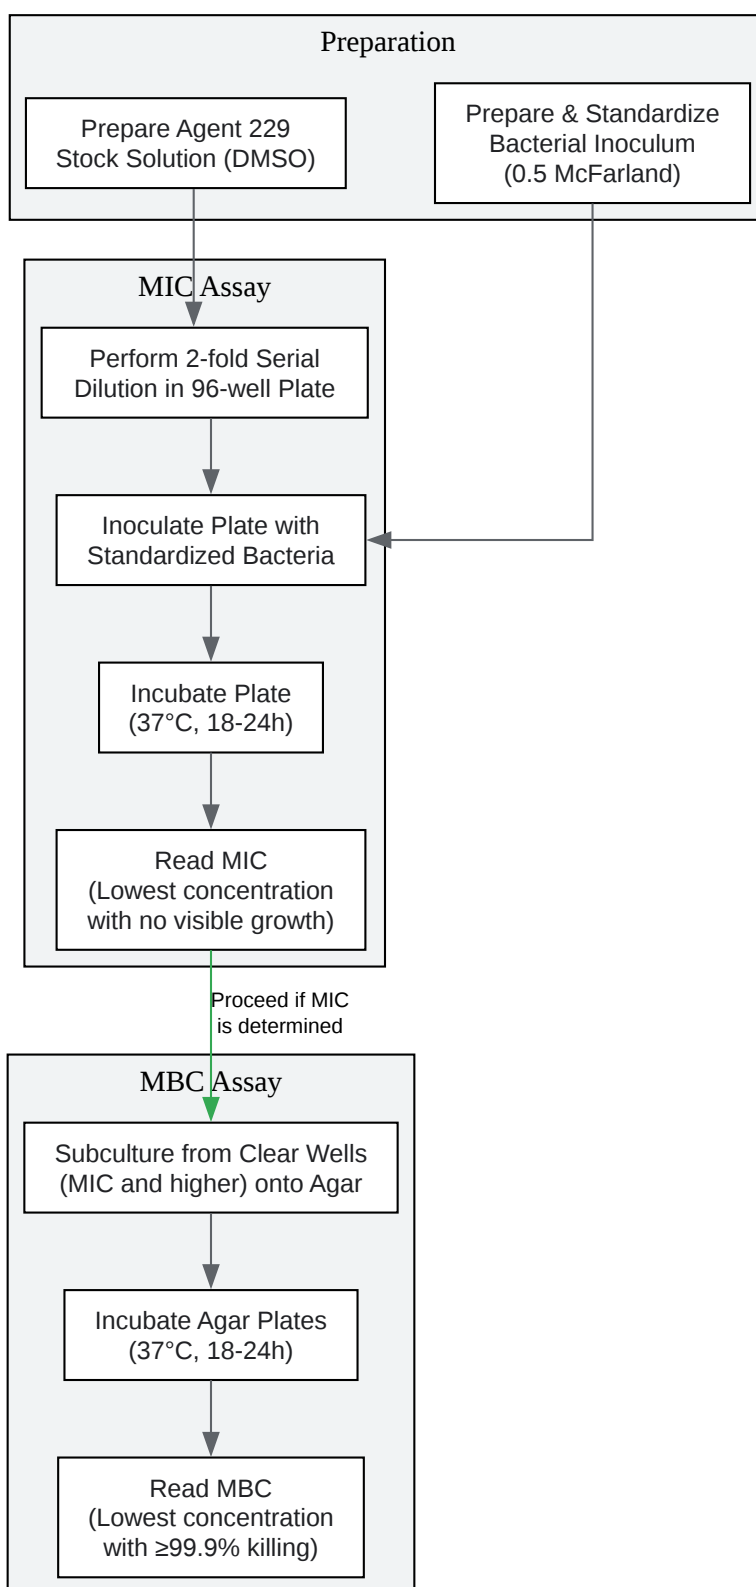 Preparation
Prepare Agent 229
Stock Solution (DMSO)
Prepare & Standardize
Bacterial Inoculum
(0.5 McFarland)
MIC Assay
Perform 2-fold Serial
Dilution in 96-well Plate
Inoculate Plate with
Standardized Bacteria
Incubate Plate
(37°C, 18-24h)
Read MIC
(Lowest concentration
with no visible growth)
Proceed if MIC
is determined
MBC Assay
Subculture from Clear Wells
(MIC and higher) onto Agar
Incubate Agar Plates
(37°C, 18-24h)
Read MBC
(Lowest concentration
with ≥99.9% killing)